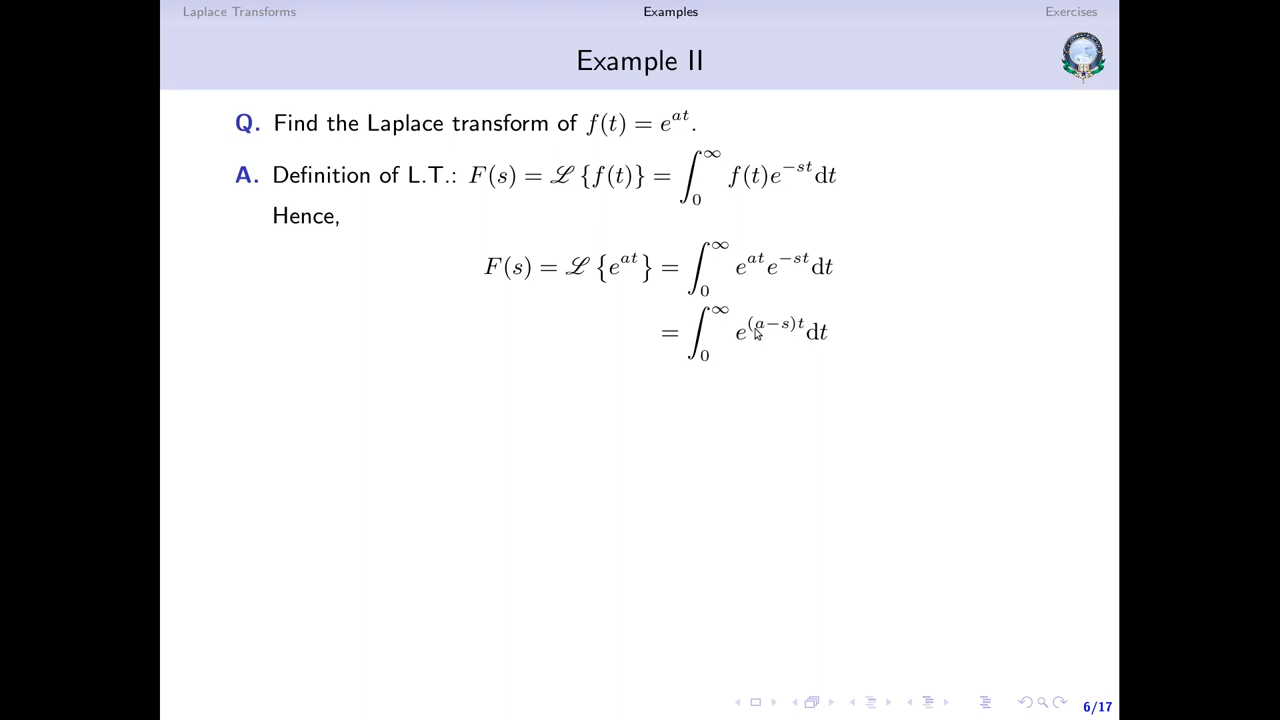 Laplace Transforms Examples Exercises
Example II
Q. Find the Laplace transform of f(t) = e^{at}.
A. Definition of L.T.: F(s) = ℒ {f(t)} = ∫_0^∞ f(t)e^{−st}dt
Hence,
F(s) = ℒ {e^{at}} = ∫_0^∞ e^{at}e^{−st}dt
= ∫_0^∞ e^{(a−s)t}dt
6/17